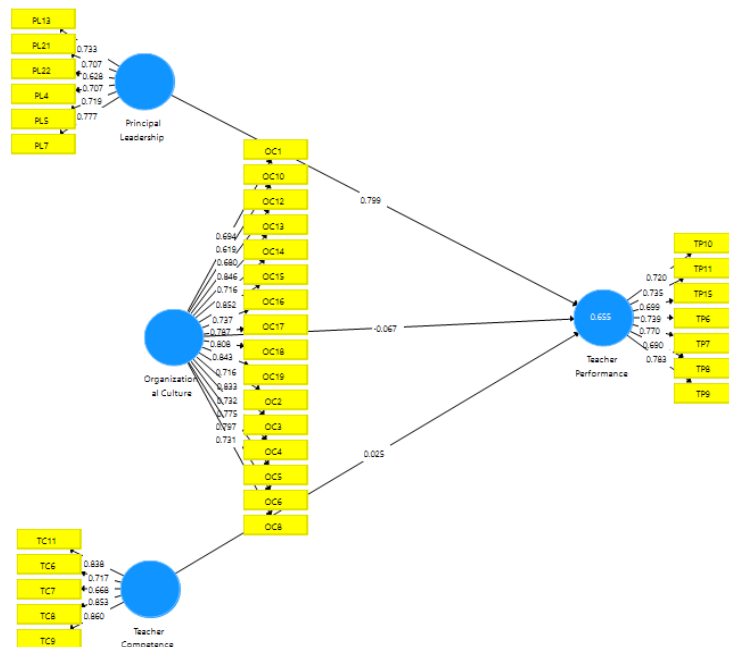 PL13
PL21
PL22
PL4
PL5
PL7
0.733
0.707
0.628
0.707
0.719
0.777
Principal
Leadership
OC1
OC10
OC12
OC13
OC14
OC15
OC16
OC17
OC18
OC19
OC2
OC3
OC4
OC5
OC6
OC8
0.694
0.619
0.680
0.846
0.716
0.852
0.737
0.787
0.808
0.843
0.716
0.833
0.732
0.775
0.797
0.731
Organization
al Culture
0.799
-0.067
0.025
TP10
TP11
TP15
TP6
TP7
TP8
TP9
0.720
0.735
0.699
0.739
0.770
0.690
0.783
0.655
Teacher
Performance
TC11
TC6
TC7
TC8
TC9
0.838
0.717
0.668
0.853
0.860
Teacher
Competence